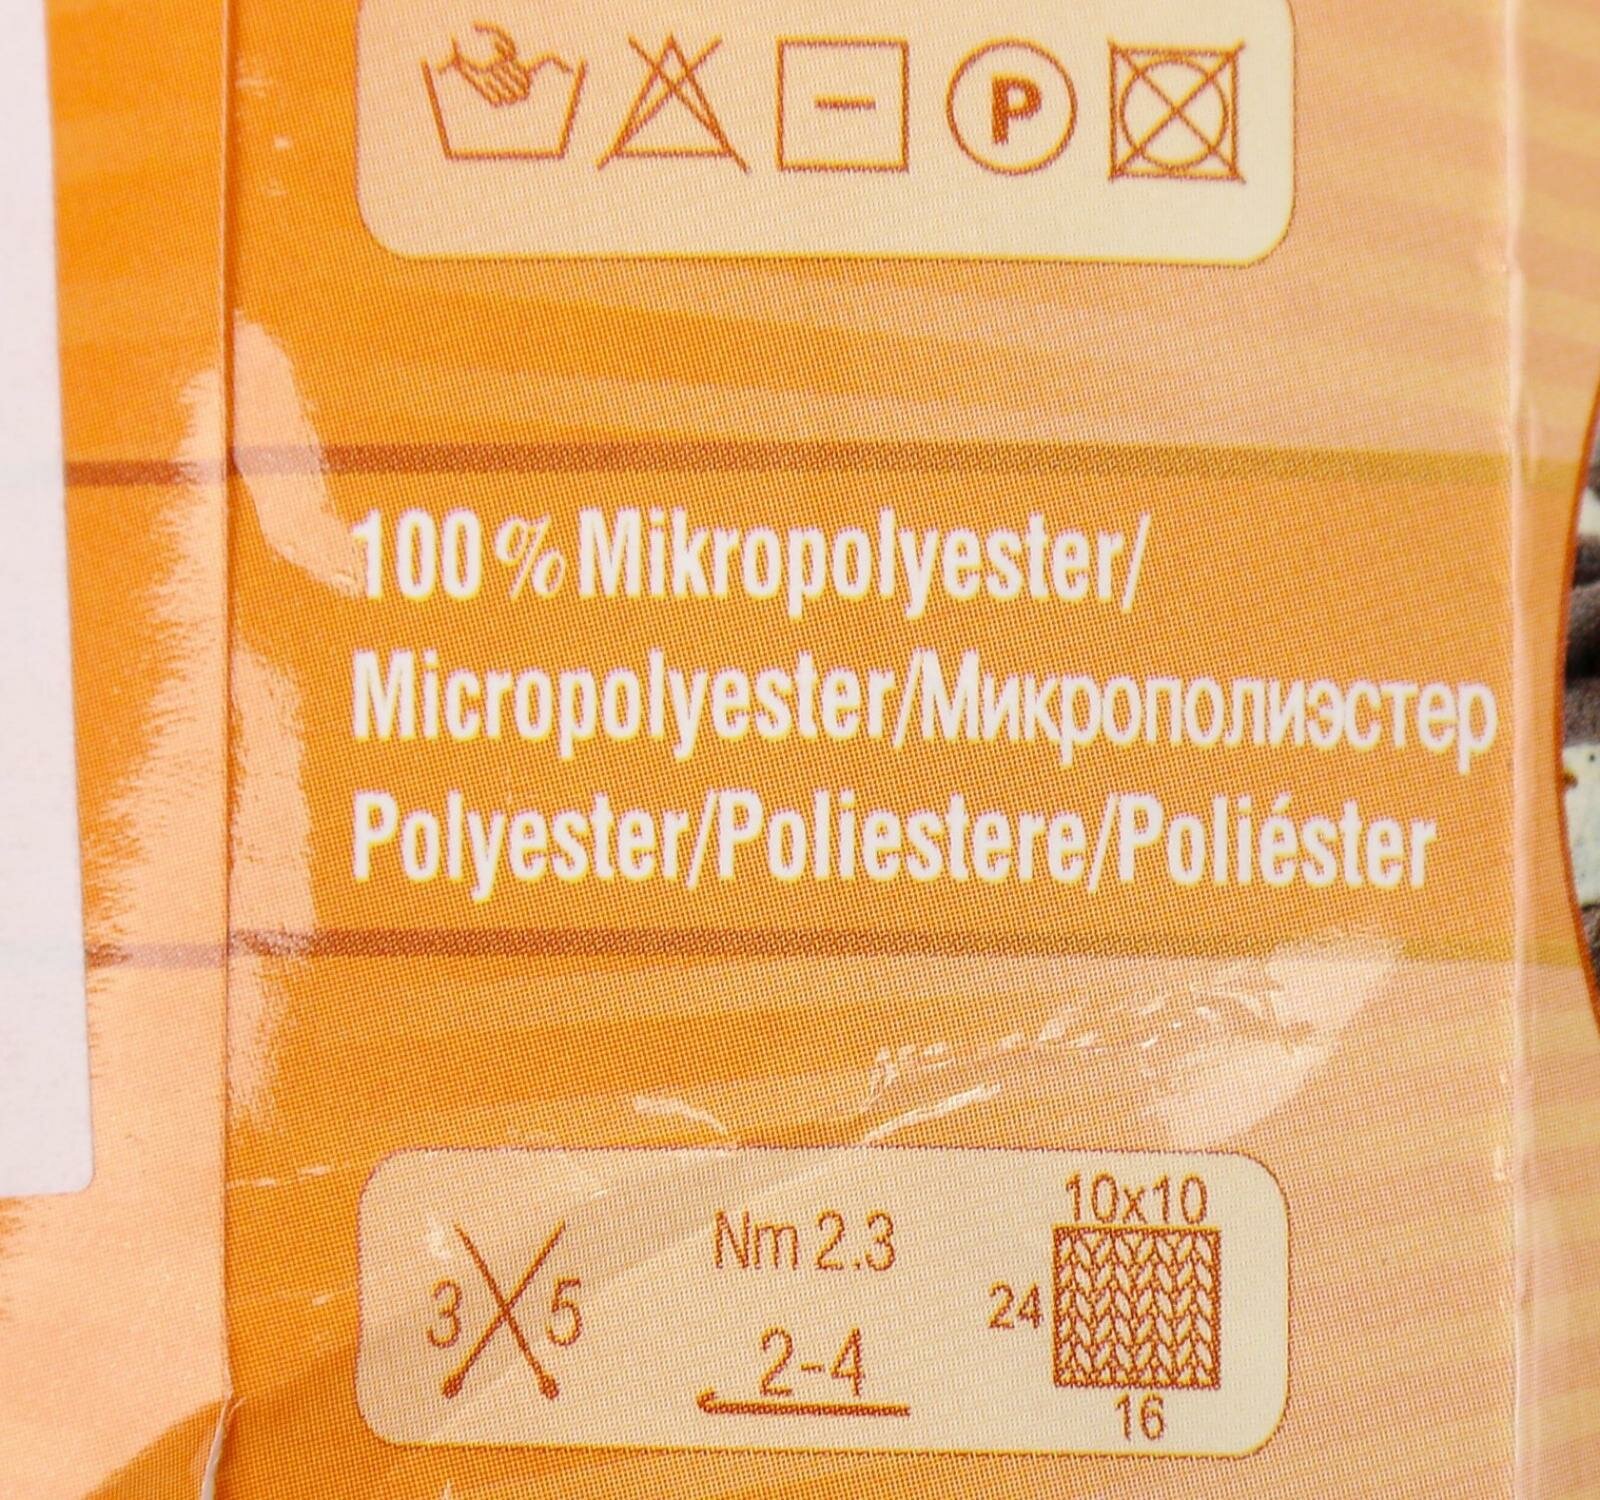 P
100% Mikropolyester/
Micropolyester/Микрополиэстер
Polyester/Poliestere/Poliéster
10x10
Nm 2.3
3 5
24
2-4
16